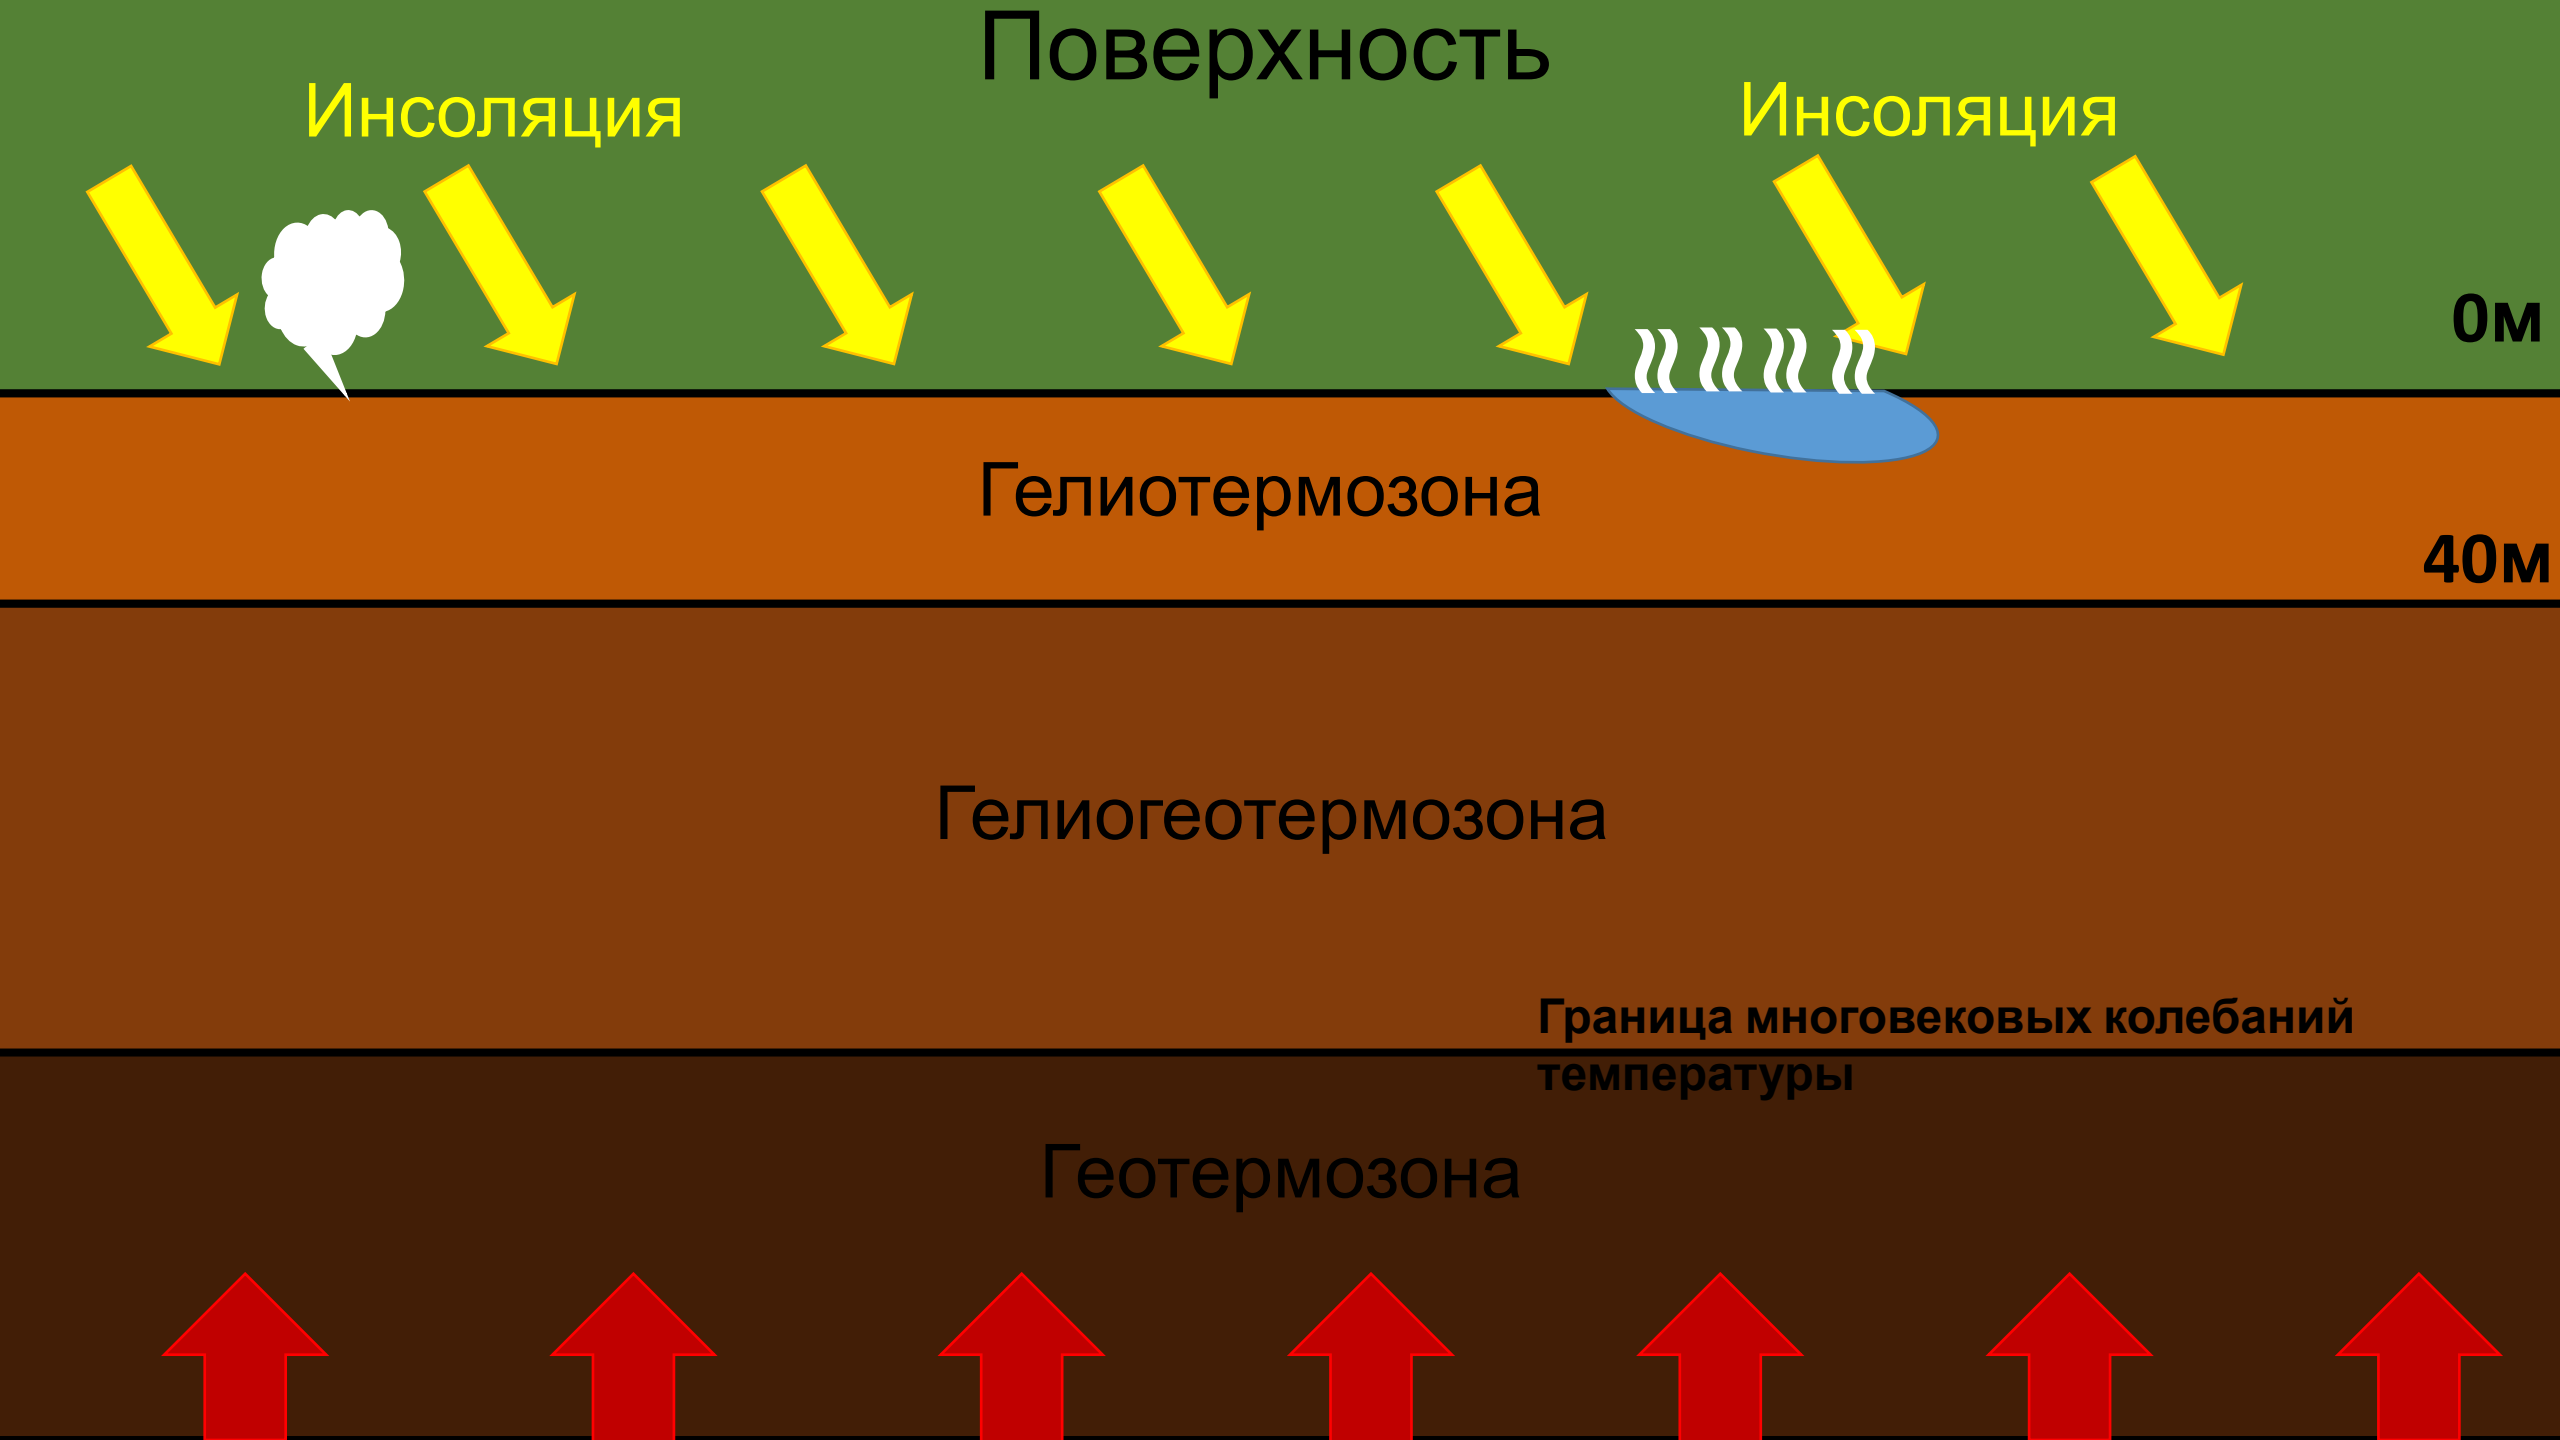 Поверхность
Инсоляция
Инсоляция
0м
Гелиотермозона
40м
Гелиогеотермозона
Граница многовековых колебаний
температуры
Геотермозона